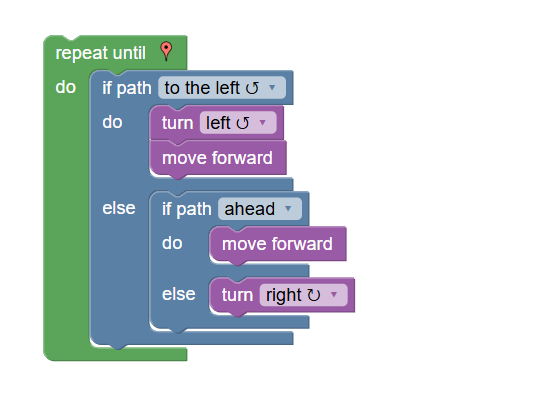 repeat until
do if path to the left ↺
do turn left ↺
move forward
else if path ahead
do move forward
else turn right ↻